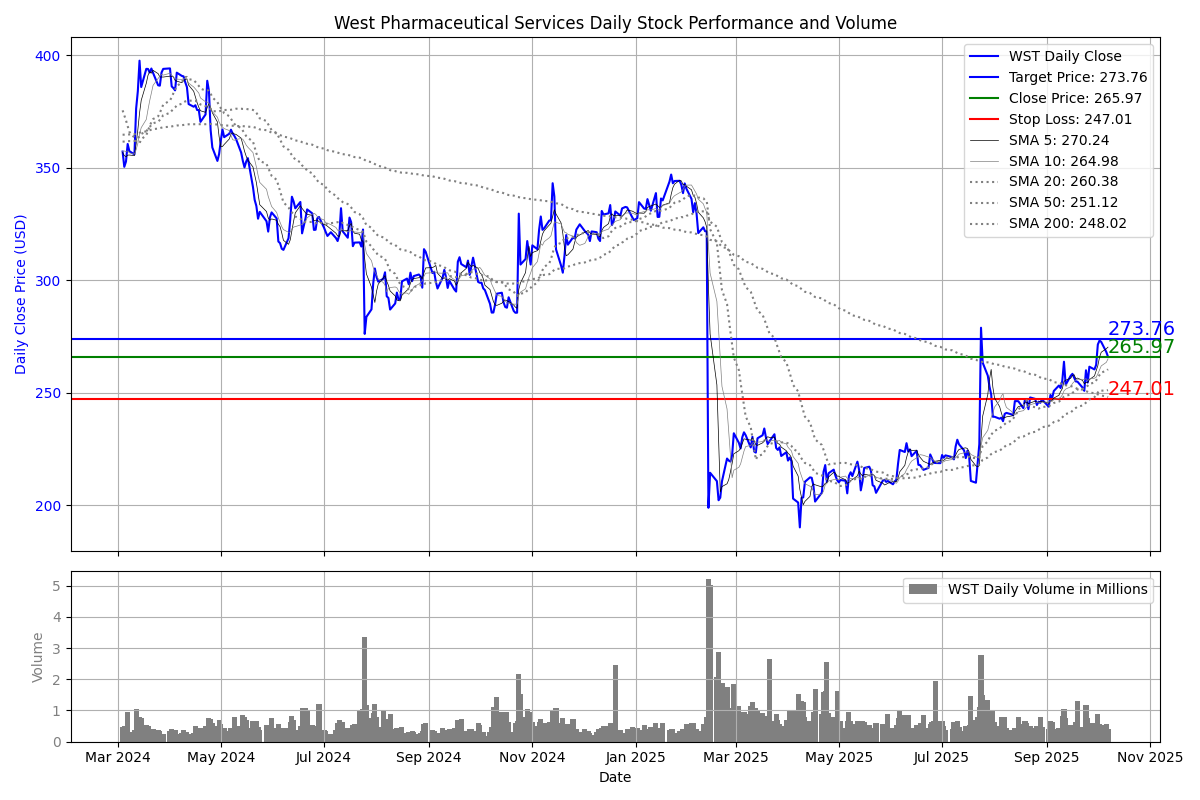 West Pharmaceutical Services Daily Stock Performance and Volume
Daily Close Price (USD)
400
350
300
250
200
WST Daily Close
Target Price: 273.76
Close Price: 265.97
Stop Loss: 247.01
SMA 5: 270.24
SMA 10: 264.98
SMA 20: 260.38
SMA 50: 251.12
SMA 200: 248.02
273.76
265.97
247.01
Volume
5
4
3
2
1
0
WST Daily Volume in Millions
Mar 2024 May 2024 Jul 2024 Sep 2024 Nov 2024 Jan 2025 Mar 2025 May 2025 Jul 2025 Sep 2025 Nov 2025
Date